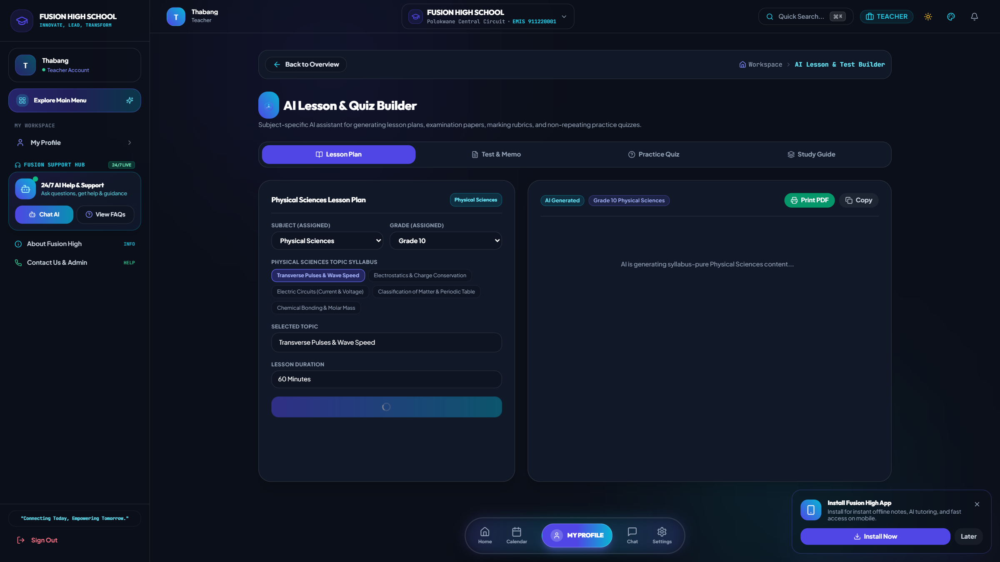 FUSION HIGH SCHOOL
INNOVATE, LEAD, TRANSFORM
T
Thabang
Teacher Account
Explore Main Menu
MY WORKSPACE
My Profile
FUSION SUPPORT HUB
24/7 LIVE
24/7 AI Help & Support
Ask questions, get help & guidance
Chat AI
View FAQs
About Fusion High
INFO
Contact Us & Admin
HELP
"Connecting Today, Empowering Tomorrow."
Sign Out
T
Thabang
Teacher
FUSION HIGH SCHOOL
Polokwane Central Circuit • EMIS 911220001
Quick Search...
⌘K
TEACHER
Back to Overview
Workspace
AI Lesson & Test Builder
AI Lesson & Quiz Builder
Subject-specific AI assistant for generating lesson plans, examination papers, marking rubrics, and non-repeating practice quizzes.
Lesson Plan
Test & Memo
Practice Quiz
Study Guide
Physical Sciences Lesson Plan
Physical Sciences
SUBJECT (ASSIGNED)
GRADE (ASSIGNED)
Physical Sciences
Grade 10
PHYSICAL SCIENCES TOPIC SYLLABUS
Transverse Pulses & Wave Speed
Electrostatics & Charge Conservation
Electric Circuits (Current & Voltage)
Classification of Matter & Periodic Table
Chemical Bonding & Molar Mass
SELECTED TOPIC
Transverse Pulses & Wave Speed
LESSON DURATION
60 Minutes
AI Generated
Grade 10 Physical Sciences
Print PDF
Copy
AI is generating syllabus-pure Physical Sciences content...
Home
Calendar
MY PROFILE
Chat
Settings
Install Fusion High App
Install for instant offline notes, AI tutoring, and fast
access on mobile.
Install Now
Later